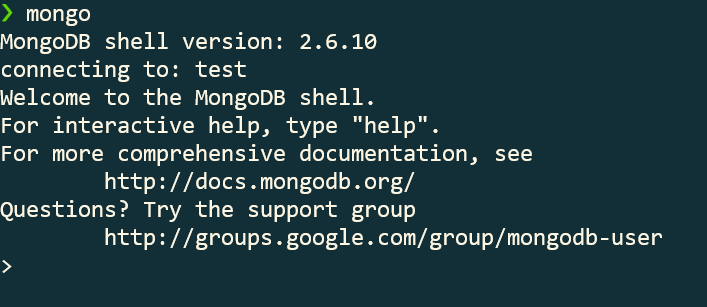 ❯ mongo
MongoDB shell version: 2.6.10
connecting to: test
Welcome to the MongoDB shell.
For interactive help, type "help".
For more comprehensive documentation, see
        http://docs.mongodb.org/
Questions? Try the support group
        http://groups.google.com/group/mongodb-user
>